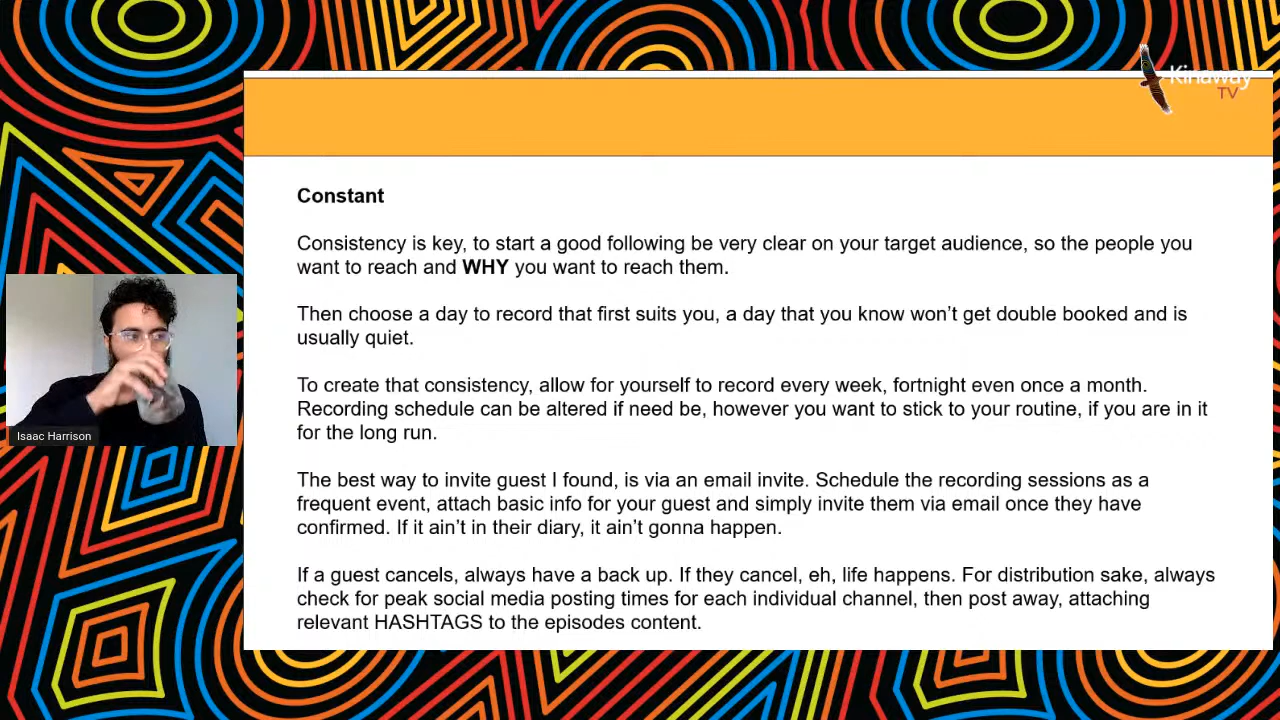 Kinaway
TV
Constant
Consistency is key, to start a good following be very clear on your target audience, so the people you
want to reach and WHY you want to reach them.
Then choose a day to record that first suits you, a day that you know won’t get double booked and is
usually quiet.
To create that consistency, allow for yourself to record every week, fortnight even once a month.
Recording schedule can be altered if need be, however you want to stick to your routine, if you are in it
for the long run.
The best way to invite guest I found, is via an email invite. Schedule the recording sessions as a
frequent event, attach basic info for your guest and simply invite them via email once they have
confirmed. If it ain’t in their diary, it ain’t gonna happen.
If a guest cancels, always have a back up. If they cancel, eh, life happens. For distribution sake, always
check for peak social media posting times for each individual channel, then post away, attaching
relevant HASHTAGS to the episodes content.
Isaac Harrison